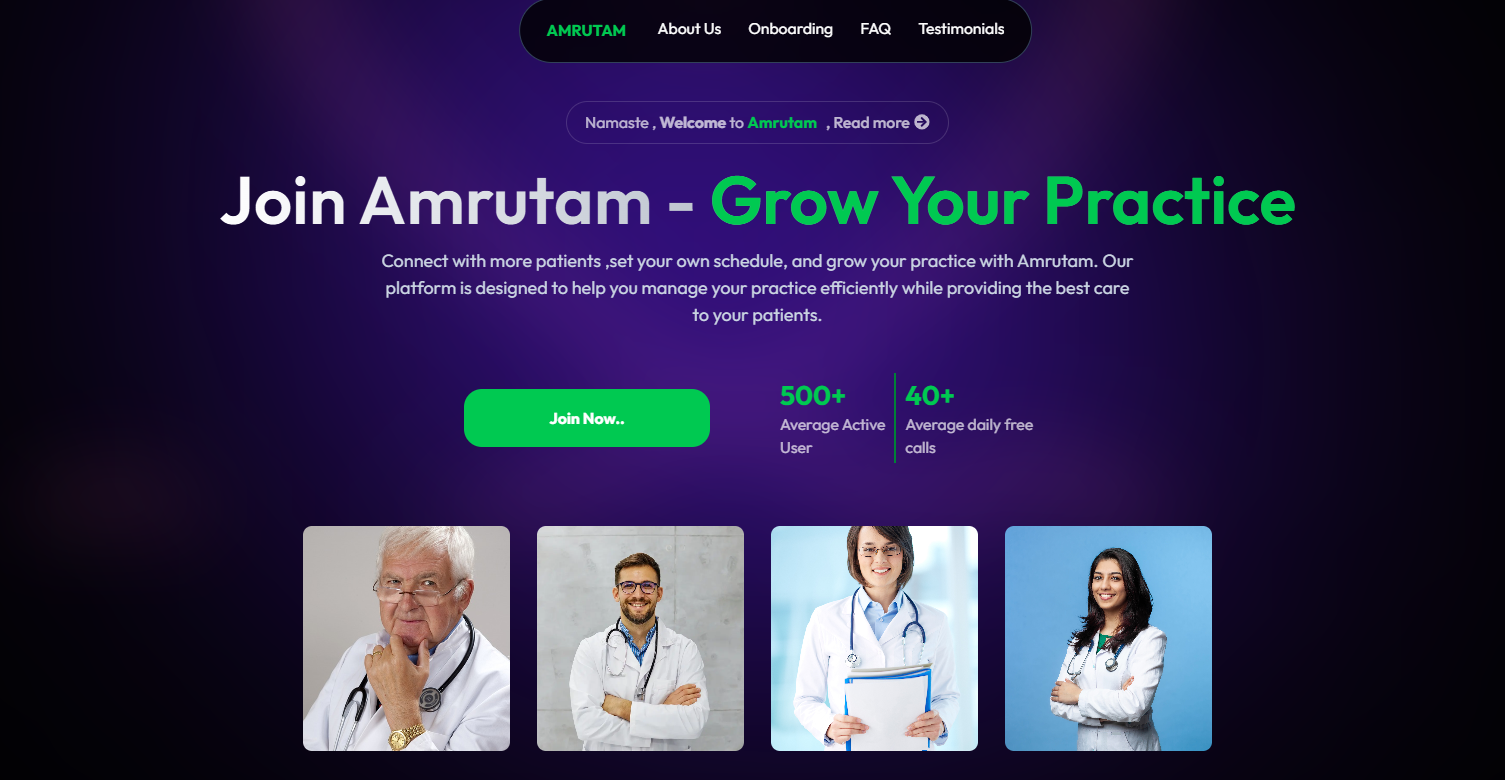 AMRUTAM About Us Onboarding FAQ Testimonials
Namaste , Welcome to Amrutam , Read more
Join Amrutam - Grow Your Practice
Connect with more patients ,set your own schedule, and grow your practice with Amrutam. Our
platform is designed to help you manage your practice efficiently while providing the best care
to your patients.
Join Now..
500+
Average Active
User
40+
Average daily free
calls